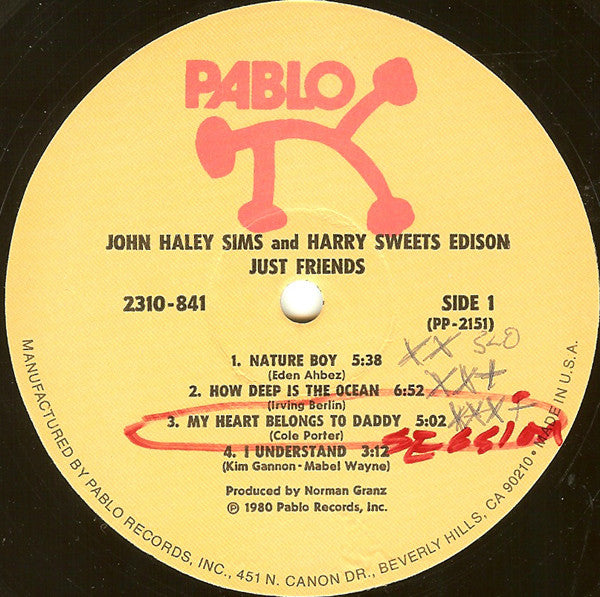 PABLO
JOHN HALEY SIMS and HARRY SWEETS EDISON
JUST FRIENDS
2310-841
SIDE 1
(PP-2151)
1. NATURE BOY 5:38 XX
(Eden Ahbez)
2. HOW DEEP IS THE OCEAN 6:52 XX+
(Irving Berlin)
3. MY HEART BELONGS TO DADDY 5:02 XXX+
(Cole Porter)
SESSION
4. I UNDERSTAND 3:12
(Kim Gannon - Mabel Wayne)
Produced by Norman Granz
℗ 1980 Pablo Records, Inc.
MANUFACTURED BY PABLO RECORDS, INC., 451 N. CANON DR., BEVERLY HILLS, CA 90210 • MADE IN U.S.A.